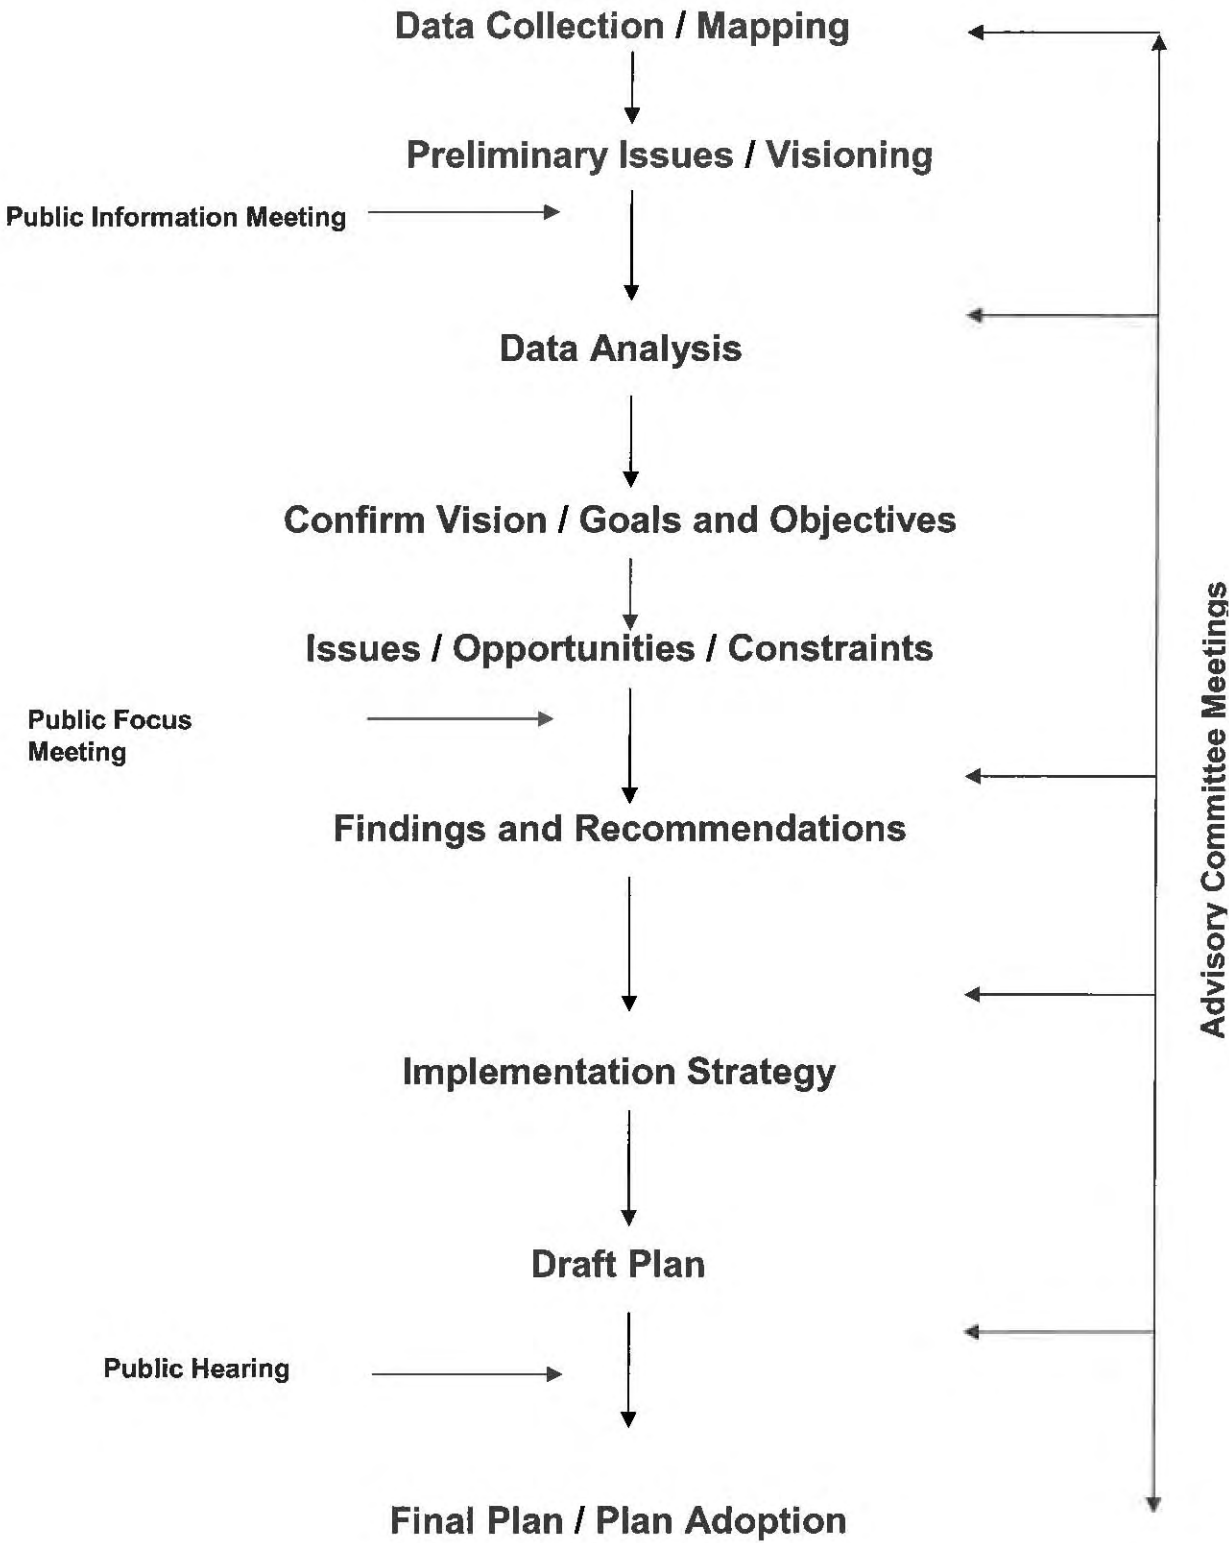 Data Collection / Mapping
Preliminary Issues / Visioning
Public Information Meeting
Data Analysis
Confirm Vision / Goals and Objectives
Issues / Opportunities / Constraints
Public Focus
Meeting
Findings and Recommendations
Advisory Committee Meetings
Implementation Strategy
Draft Plan
Public Hearing
Final Plan / Plan Adoption